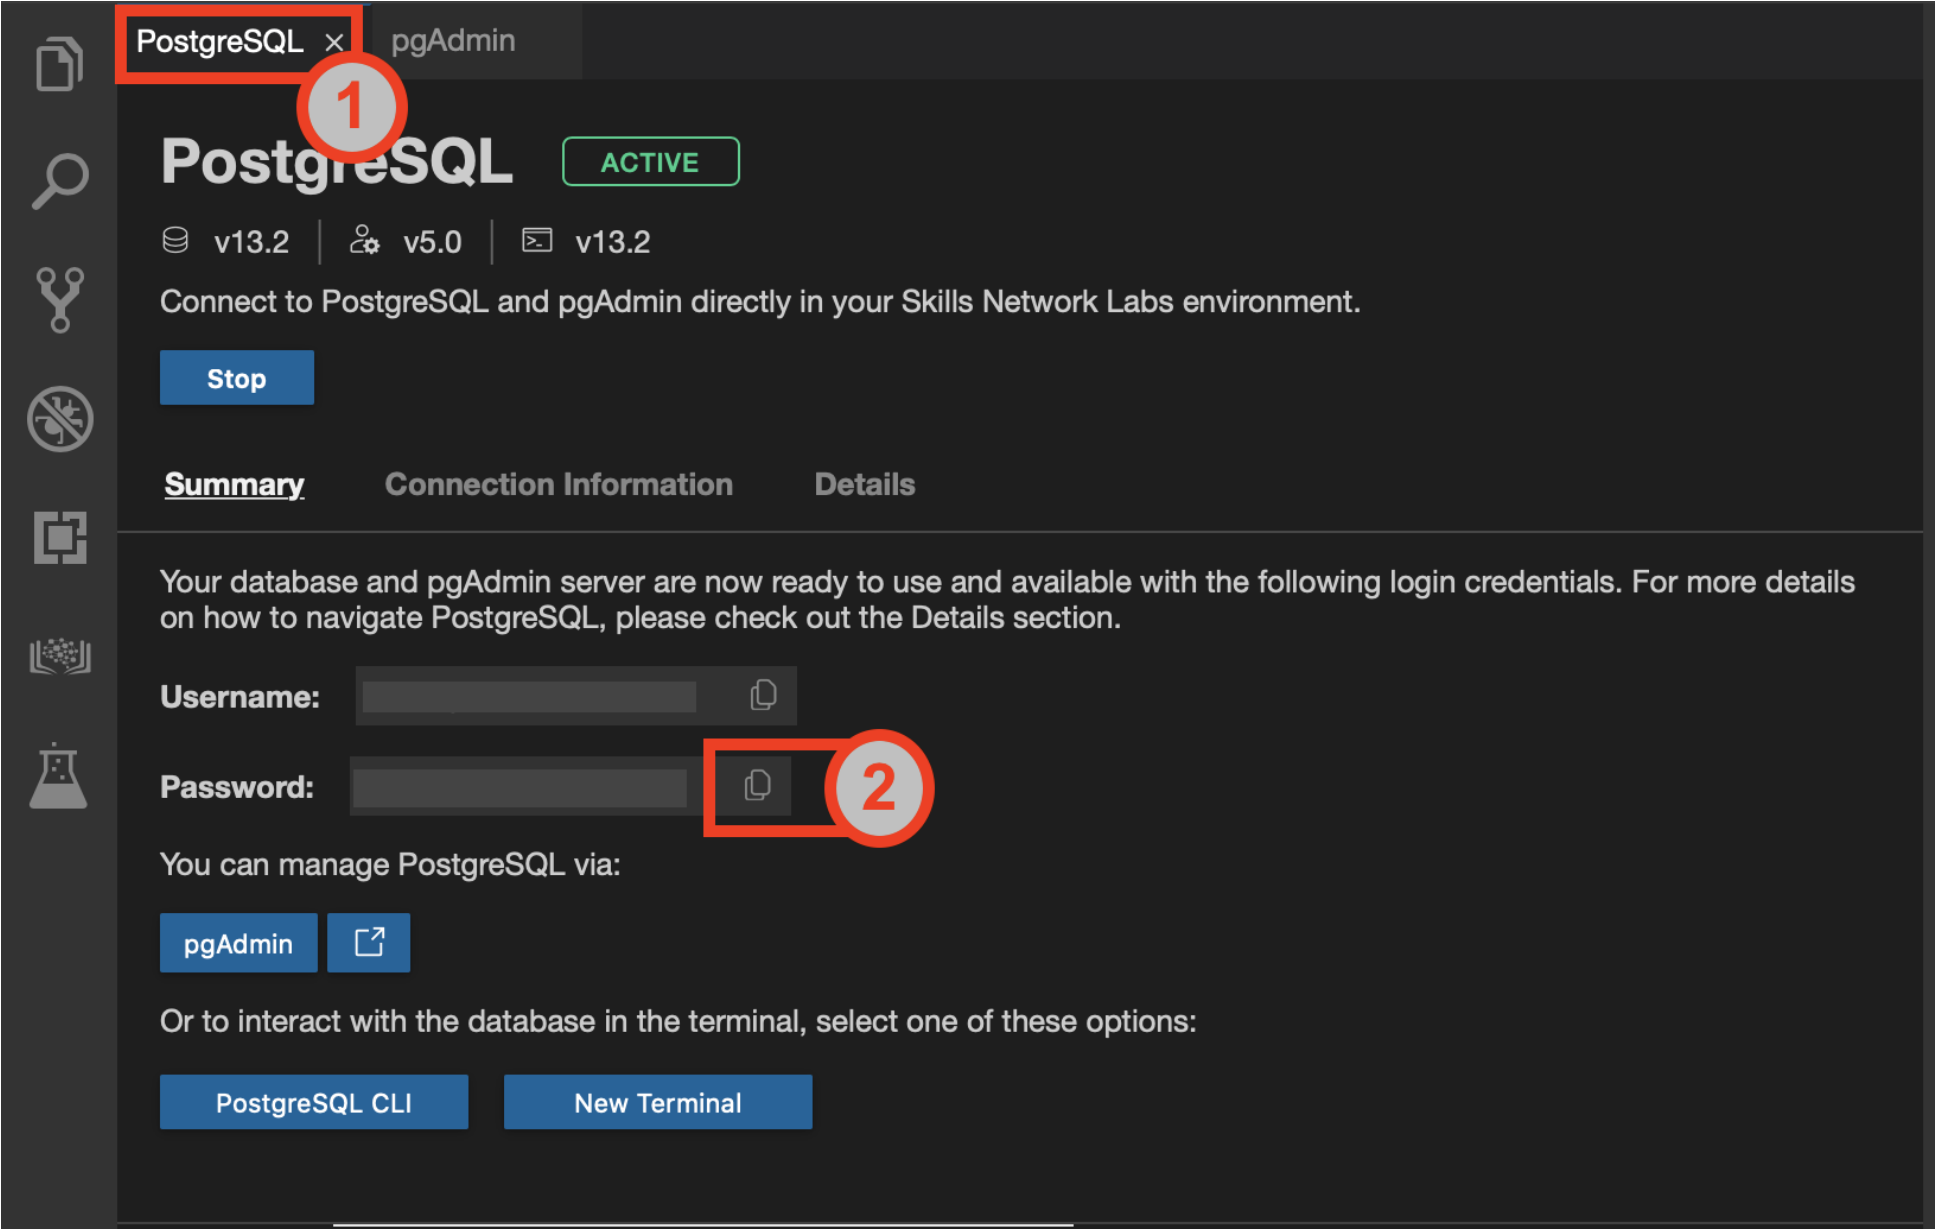 PostgreSQL pgAdmin
1
PostgreSQL ACTIVE
v13.2 v5.0 v13.2
Connect to PostgreSQL and pgAdmin directly in your Skills Network Labs environment.
Stop
Summary Connection Information Details
Your database and pgAdmin server are now ready to use and available with the following login credentials. For more details
on how to navigate PostgreSQL, please check out the Details section.
Username:
Password:
2
You can manage PostgreSQL via:
pgAdmin
Or to interact with the database in the terminal, select one of these options:
PostgreSQL CLI New Terminal